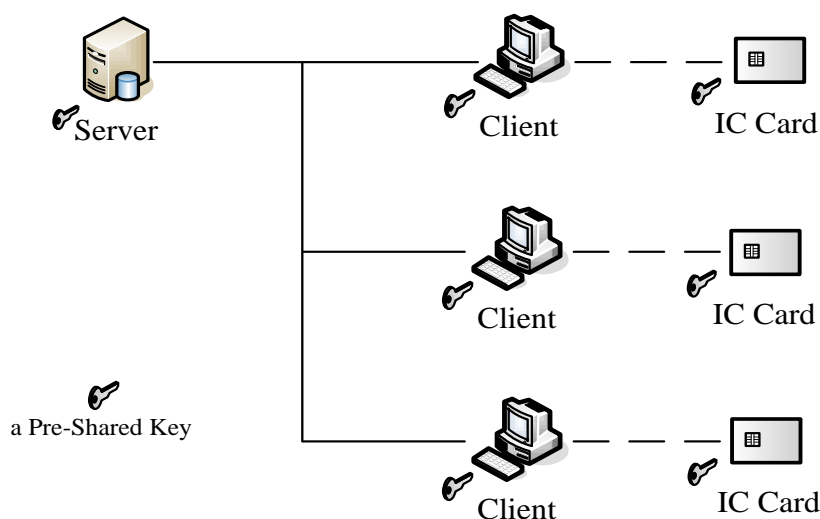 Server
Client
IC Card
Client
IC Card
a Pre-Shared Key
Client
IC Card